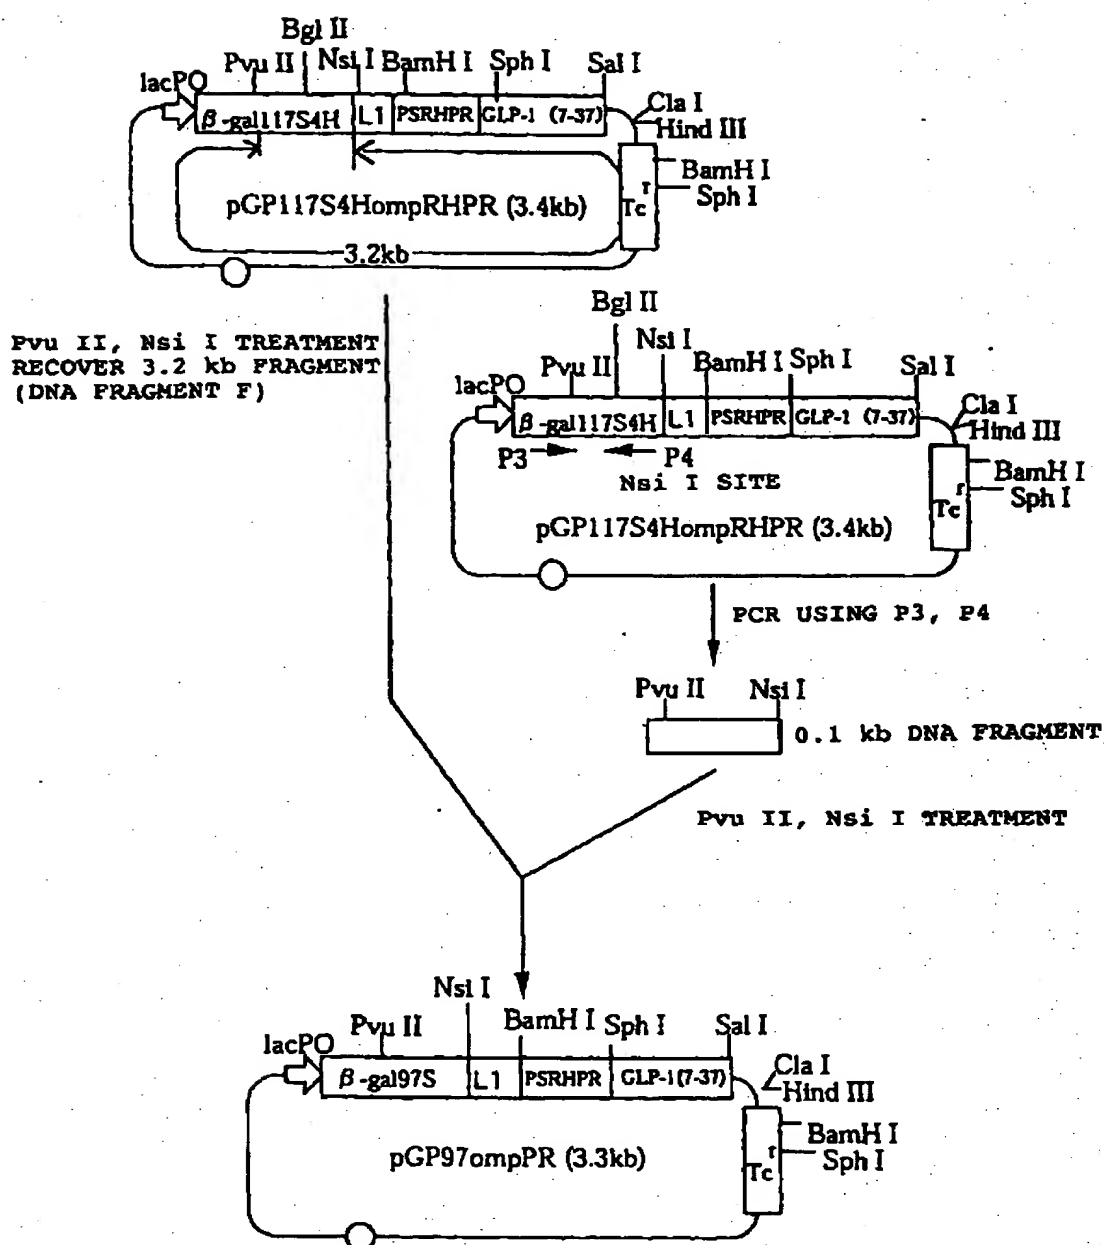 Bgl II
Pvu II Nsi I BamH I Sph I Sal I
lacPO
β-gal117S4H L1 PSRHPR GLP-1 (7-37)
Cla I
Hind III
BamH I
Sph I
Tc r
pGP117S4HompRHPR (3.4kb)
3.2kb
Pvu II, Nsi I TREATMENT
RECOVER 3.2 kb FRAGMENT
(DNA FRAGMENT F)
Bgl II
Nsi I
Pvu II BamH I Sph I Sal I
lacPO
β-gal117S4H L1 PSRHPR GLP-1 (7-37)
Cla I
Hind III
P3 P4
Nsi I SITE
BamH I
Sph I
Tc r
pGP117S4HompRHPR (3.4kb)
PCR USING P3, P4
Pvu II Nsi I
0.1 kb DNA FRAGMENT
Pvu II, Nsi I TREATMENT
Nsi I
Pvu II BamH I Sph I Sal I
lacPO
β-gal97S L1 PSRHPR GLP-1(7-37)
Cla I
Hind III
BamH I
Sph I
Tc r
pGP97ompPR (3.3kb)